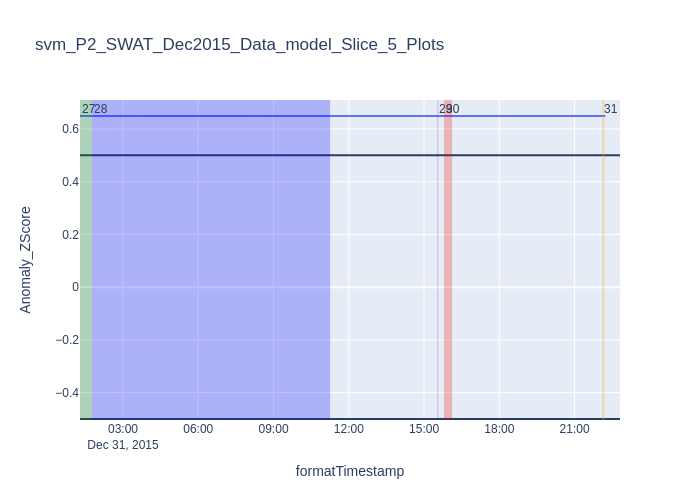 svm_P2_SWAT_Dec2015_Data_model_Slice_5_Plots
27 28 29 30 31
0.6
0.4
0.2
0
−0.2
−0.4
Anomaly_ZScore
03:00 06:00 09:00 12:00 15:00 18:00 21:00
Dec 31, 2015
formatTimestamp